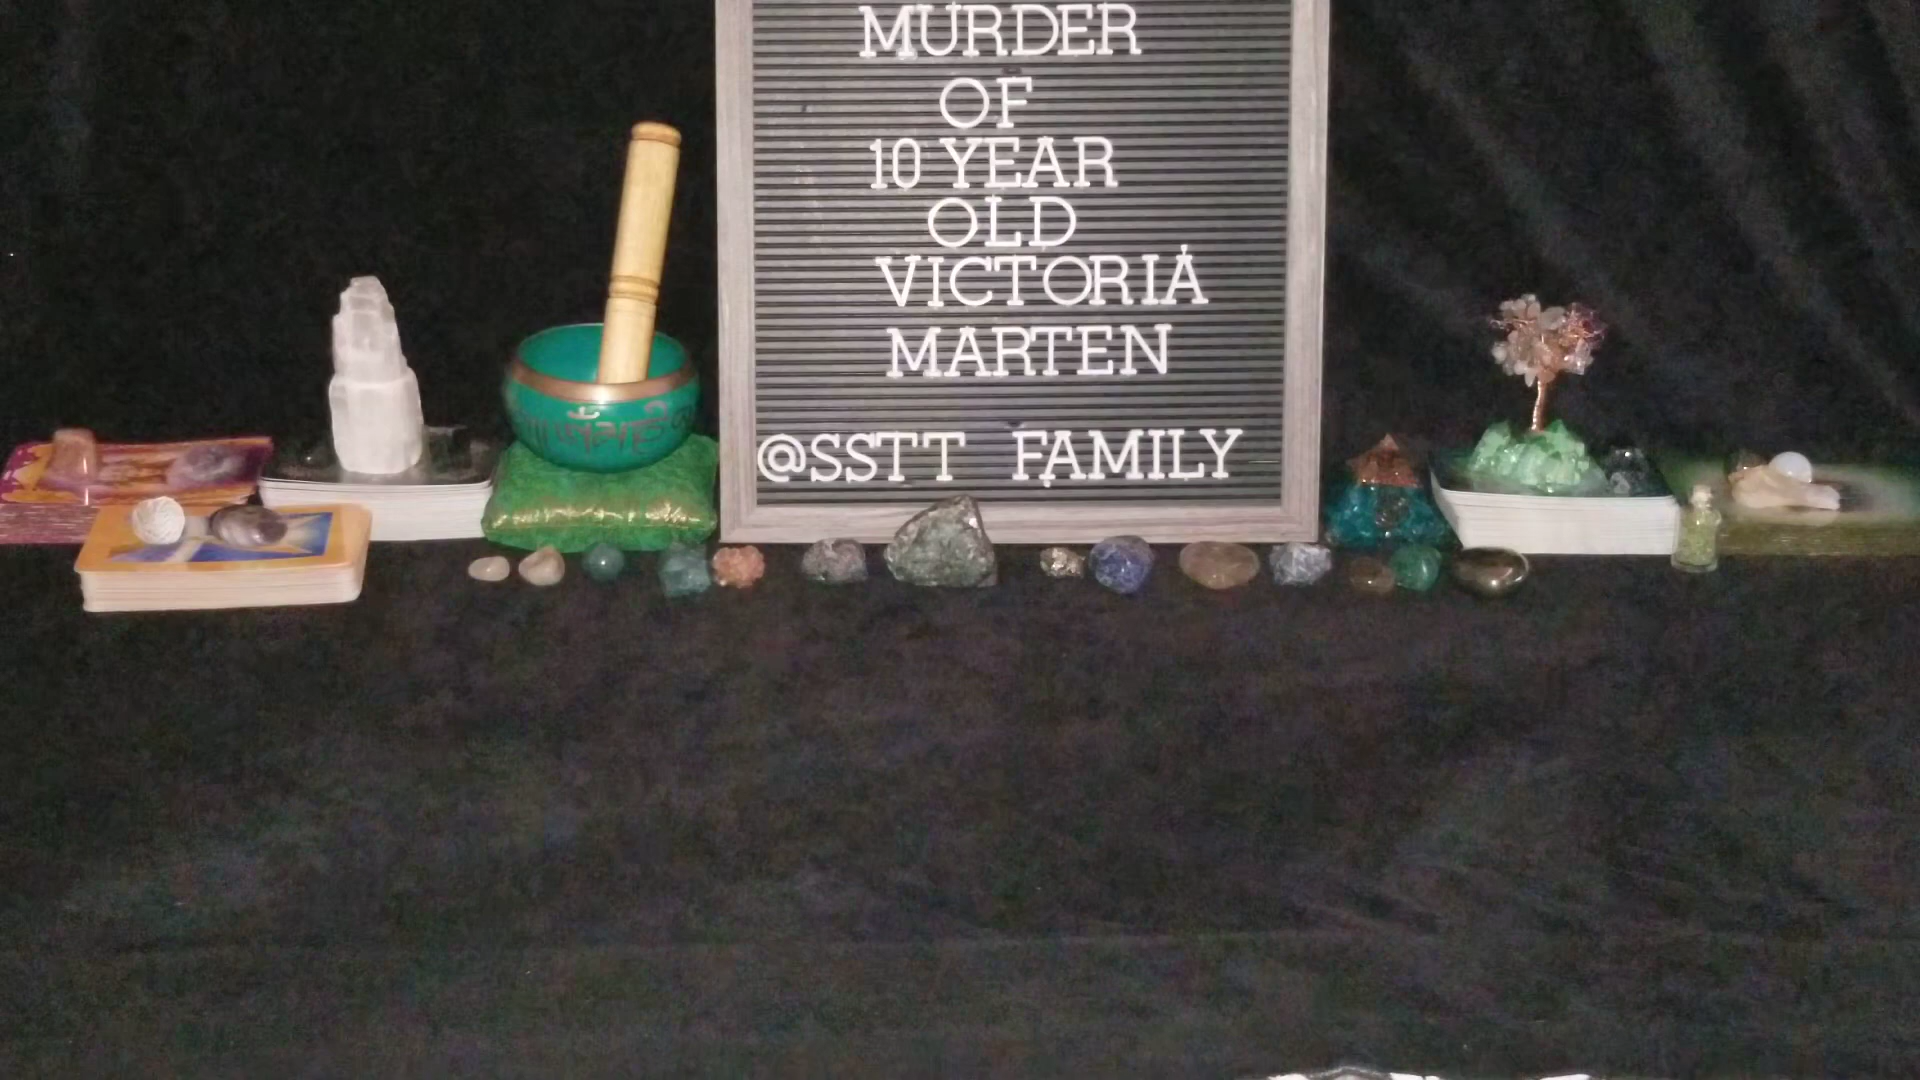 MURDER
OF
10 YEAR
OLD
VICTORIA
MARTEN
@SSTT FAMILY